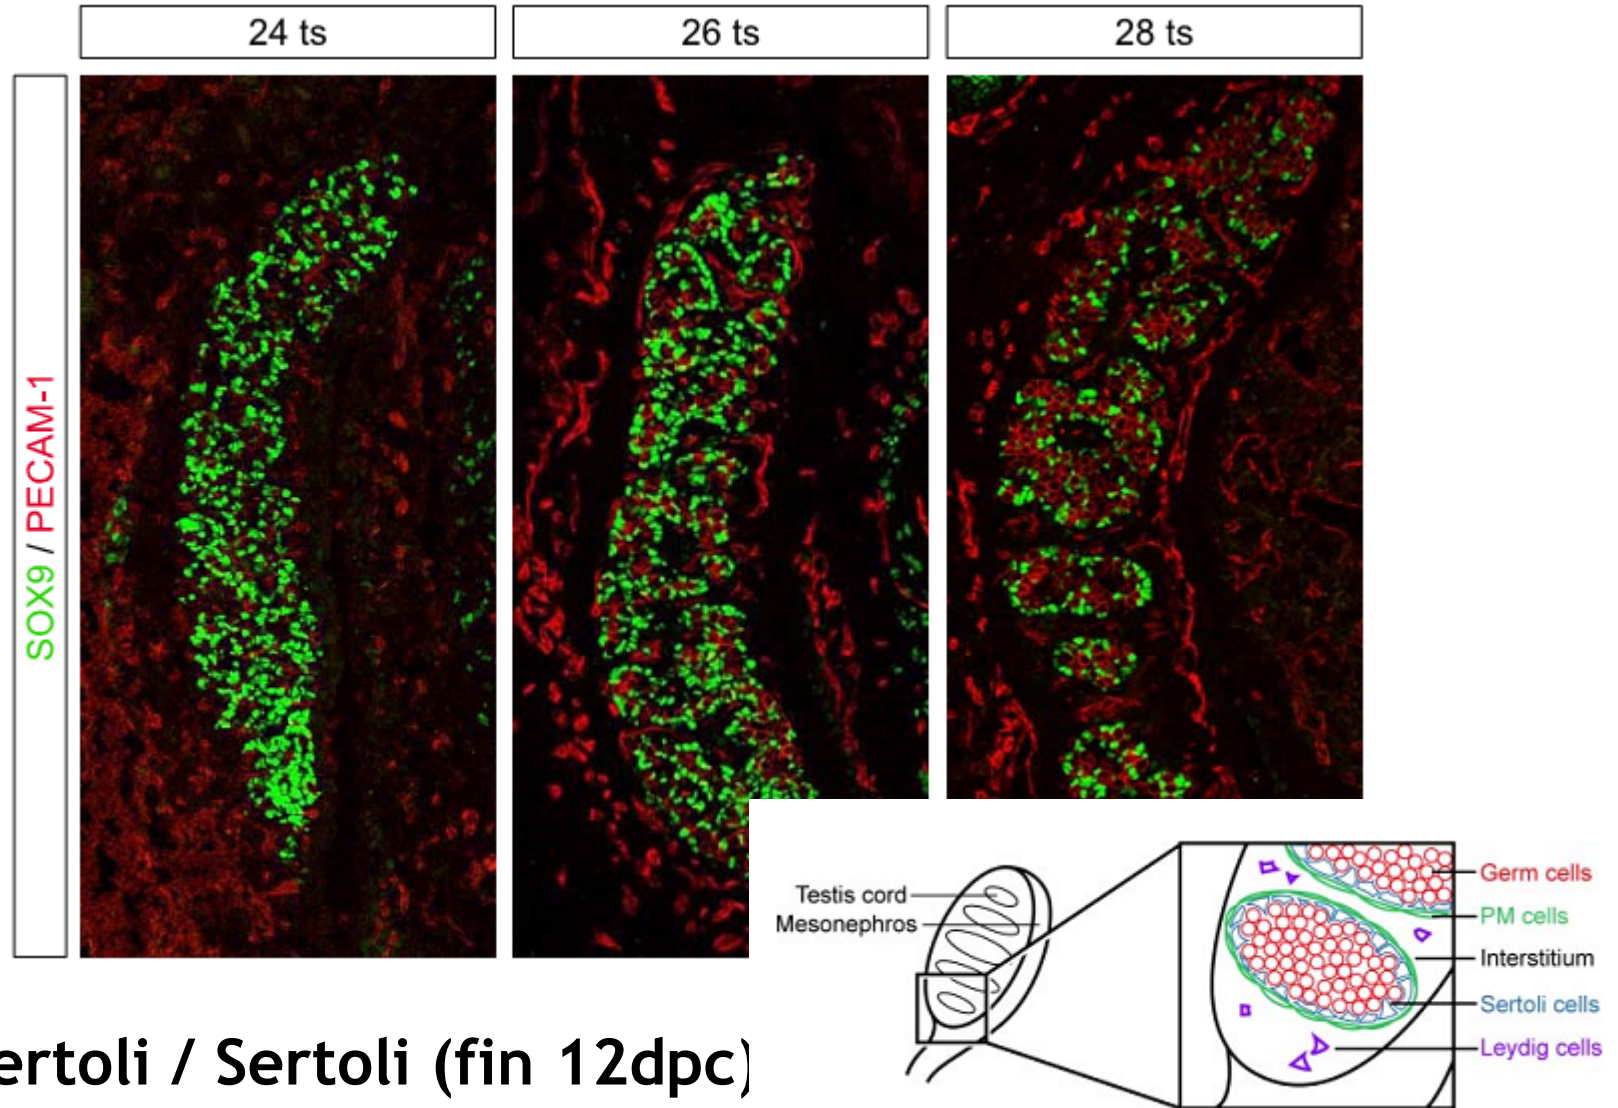 24 ts
26 ts
28 ts
SOX9 / PECAM-1
Testis cord
Mesonephros
Germ cells
PM cells
Interstitium
Sertoli cells
Leydig cells
ertoli / Sertoli (fin 12dpc)